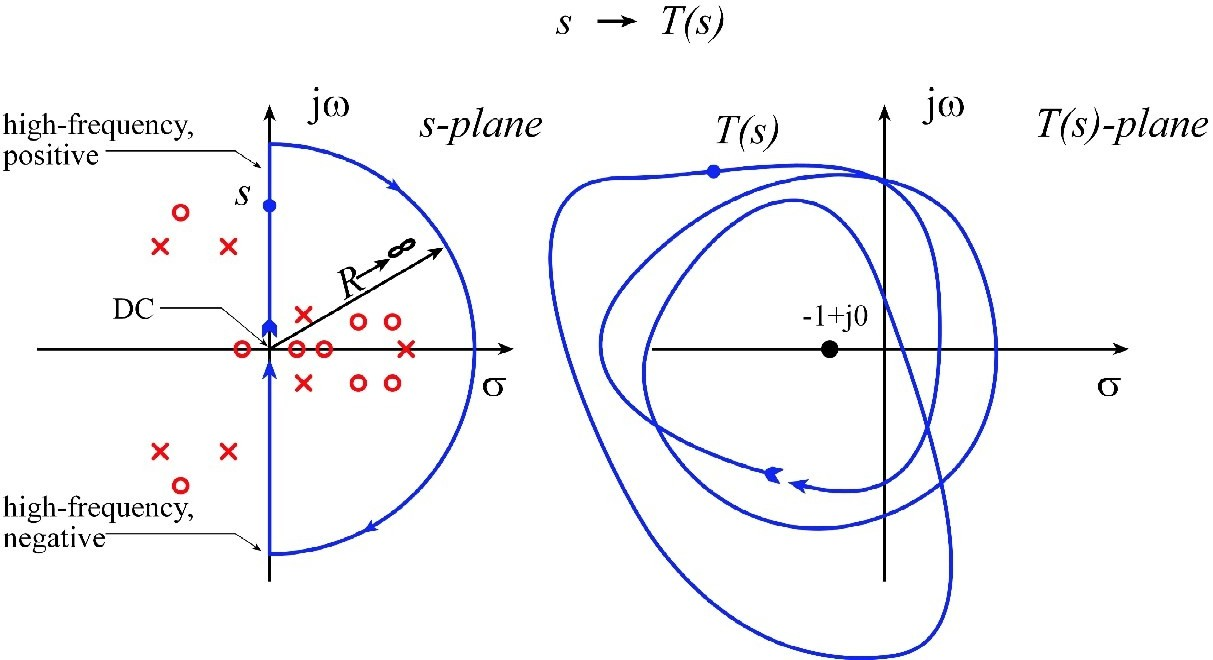 s → T(s)
jω
high-frequency,
positive
s-plane
s
R→∞
DC
σ
high-frequency,
negative
jω
T(s)
T(s)-plane
-1+j0
σ